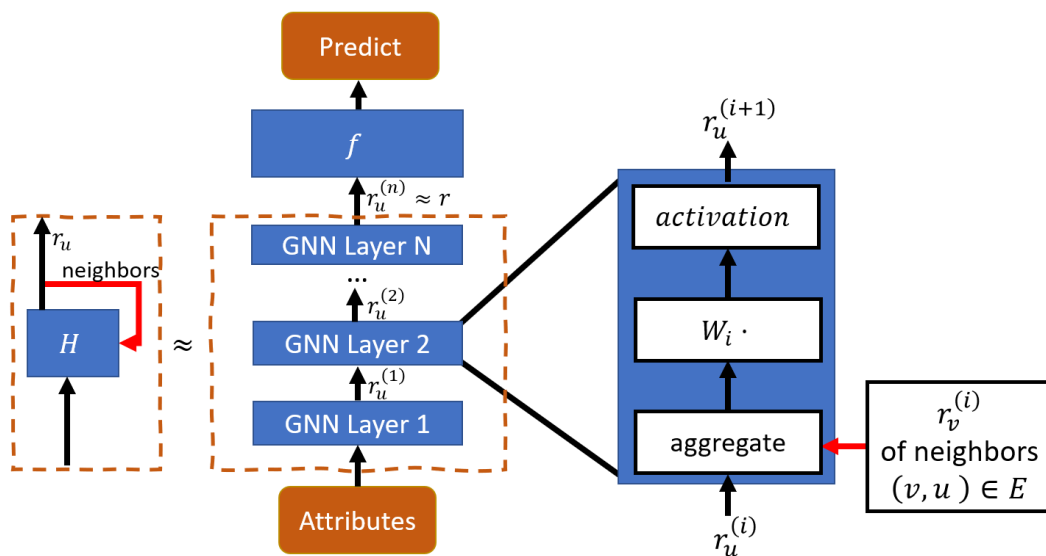 Predict
f
r_u^{(n)} ≈ r
GNN Layer N
...
r_u^{(2)}
GNN Layer 2
r_u^{(1)}
GNN Layer 1
Attributes
r_u
neighbors
H
≈
r_u^{(i+1)}
activation
W_i ·
aggregate
r_u^{(i)}
r_v^{(i)}
of neighbors
(v, u ) ∈ E